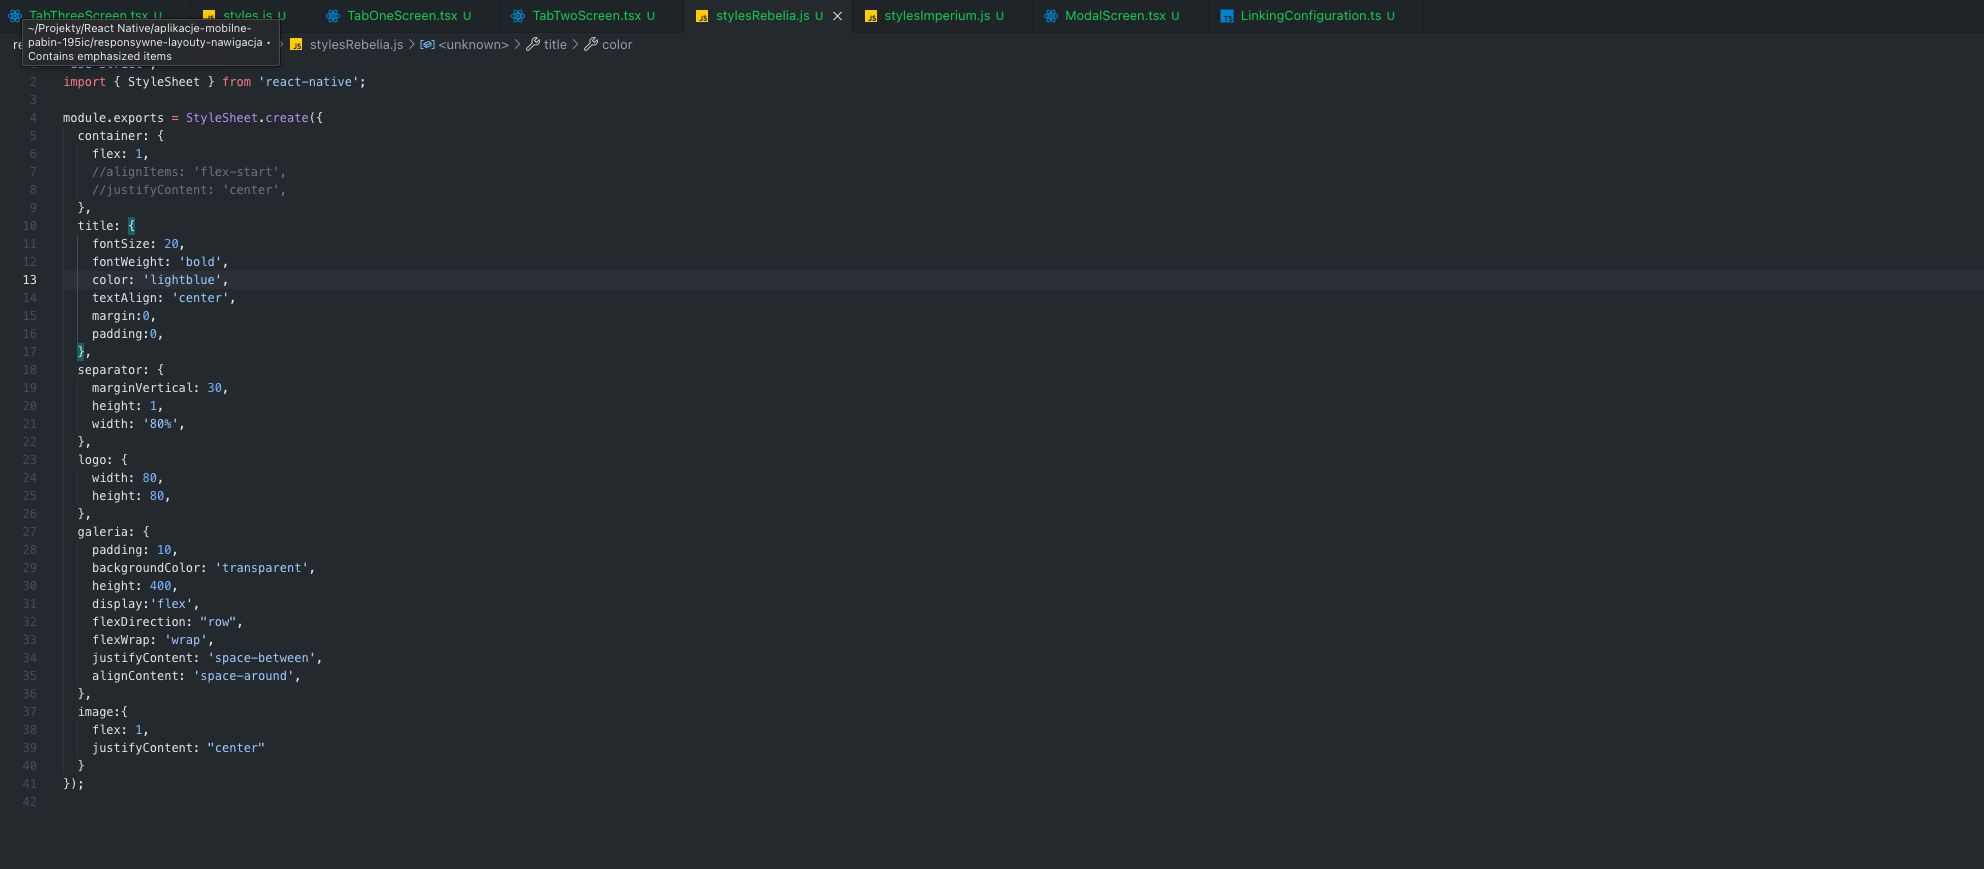 TabThreeScreen.tsx U
styles.js U
TabOneScreen.tsx U
TabTwoScreen.tsx U
JS stylesRebelia.js U
JS stylesImperium.js U
ModalScreen.tsx U
TS LinkingConfiguration.ts U
~/Projekty/React Native/aplikacje-mobilne-
pabin-195ic/responsywne-layouty-nawigacja •
Contains emphasized items
re
JS stylesRebelia.js > <unknown> > title > color
2 import { StyleSheet } from 'react-native';
3
4 module.exports = StyleSheet.create({
5 container: {
6 flex: 1,
7 //alignItems: 'flex-start',
8 //justifyContent: 'center',
9 },
10 title: {
11 fontSize: 20,
12 fontWeight: 'bold',
13 color: 'lightblue',
14 textAlign: 'center',
15 margin:0,
16 padding:0,
17 },
18 separator: {
19 marginVertical: 30,
20 height: 1,
21 width: '80%',
22 },
23 logo: {
24 width: 80,
25 height: 80,
26 },
27 galeria: {
28 padding: 10,
29 backgroundColor: 'transparent',
30 height: 400,
31 display:'flex',
32 flexDirection: "row",
33 flexWrap: 'wrap',
34 justifyContent: 'space-between',
35 alignContent: 'space-around',
36 },
37 image:{
38 flex: 1,
39 justifyContent: "center"
40 }
41 });
42